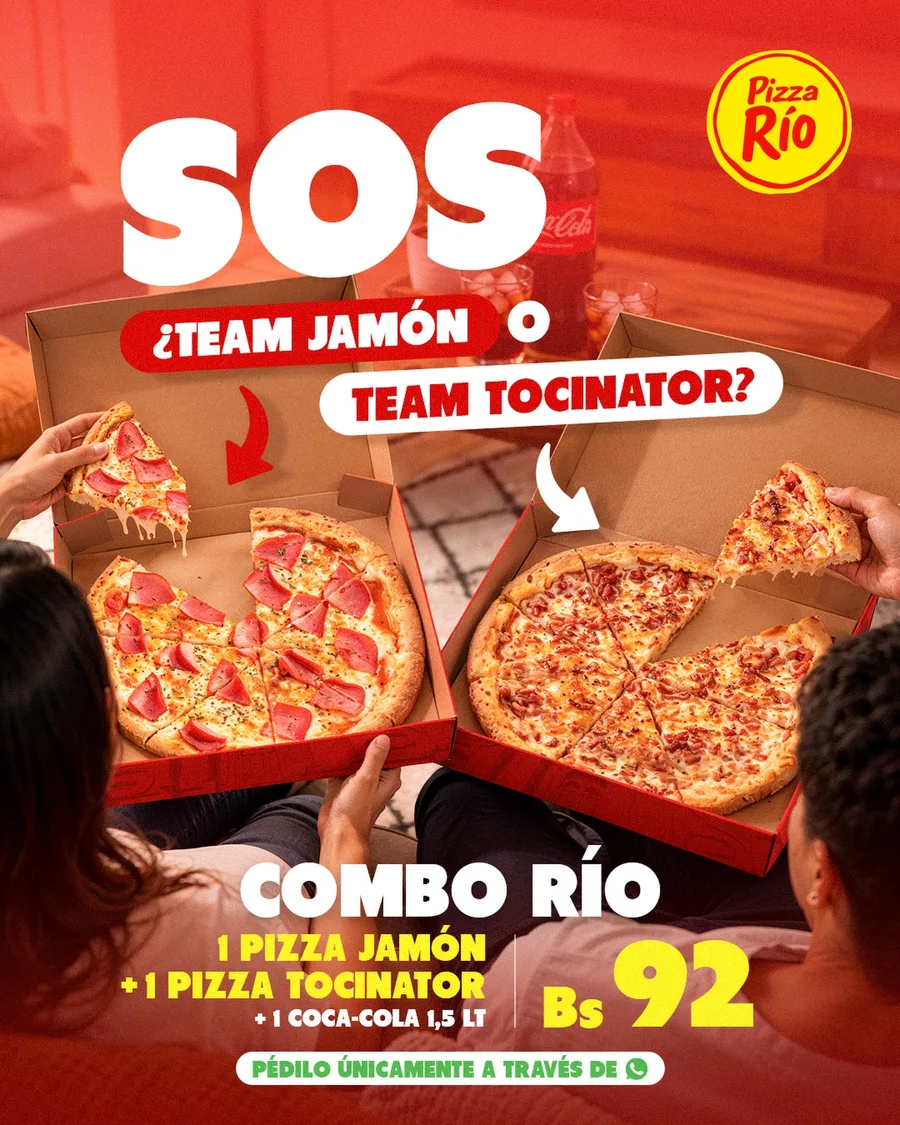 Pizza
Río
SOS
¿TEAM JAMÓN O
TEAM TOCINATOR?
COMBO RÍO
1 PIZZA JAMÓN
+ 1 PIZZA TOCINATOR
+ 1 COCA-COLA 1,5 LT
Bs 92
PÉDILO ÚNICAMENTE A TRAVÉS DE